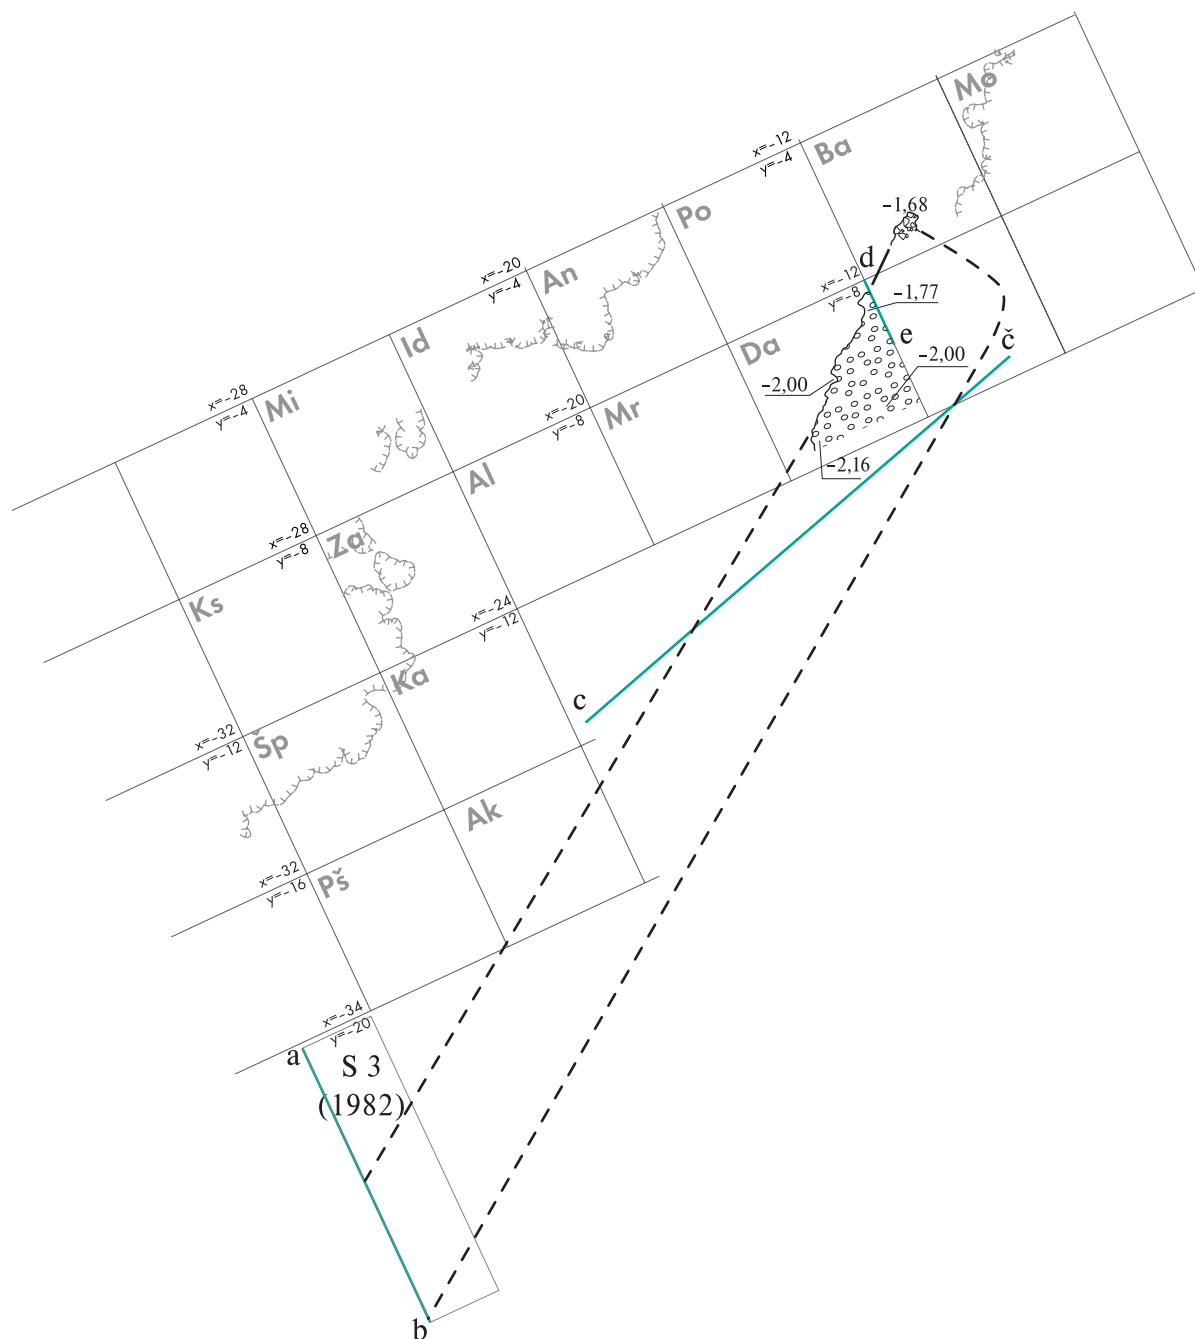 Mo
x=-12
y=-4
Ba
-1,68
Po
d
x=-20
y=-4
An
x=-12
y=-8
-1,77
Id
e
č
Da
-2,00
-2,00
x=-28
y=-4
Mi
x=-20
y=-8
Mr
-2,16
Al
x=-28
y=-8
Za
Ks
x=-24
y=-12
Ka
c
x=-32
y=-12
Šp
Ak
x=-32
y=-16
Pš
x=-34
y=-20
a
S 3
(1982)
b